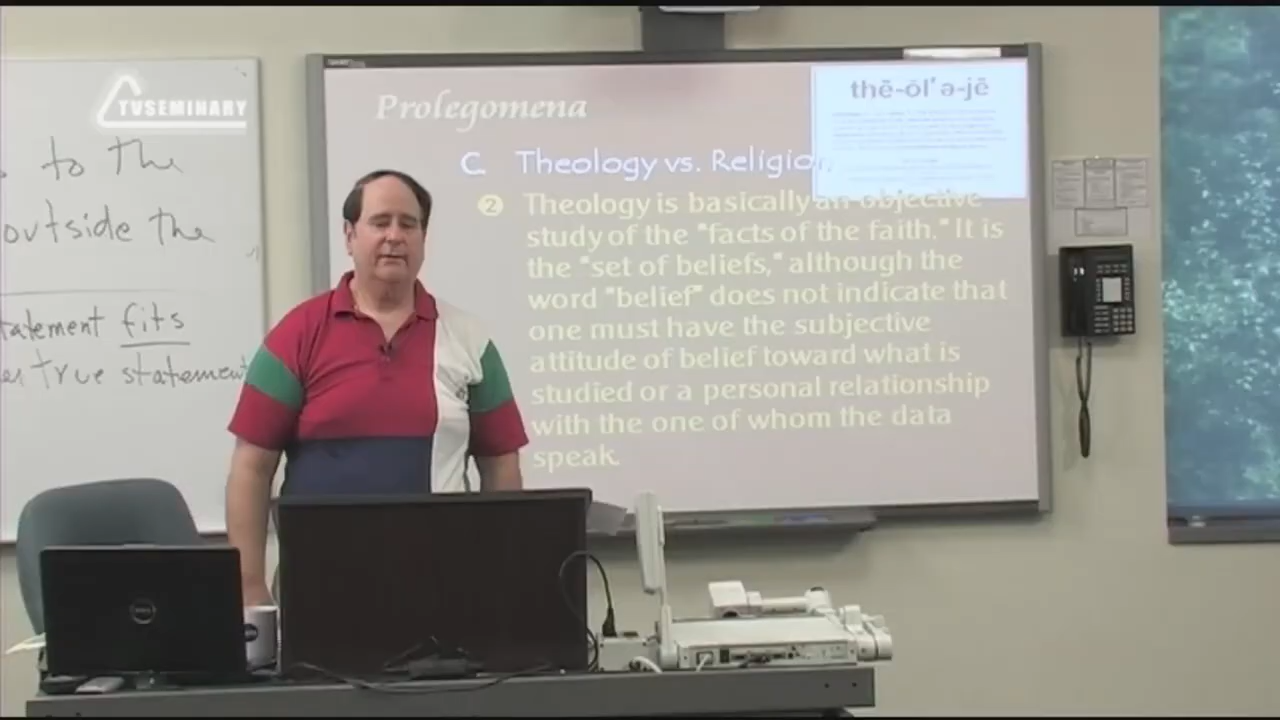 TVSEMINARY
to the
outside the
fits
true statement
Prolegomena
thē-ŏl′ə-jē
C. Theology vs. Religion
❷ Theology is basically an objective
study of the "facts of the faith." It is
the "set of beliefs," although the
word "belief" does not indicate that
one must have the subjective
attitude of belief toward what is
studied or a personal relationship
with the one of whom the data
speak.
DELL